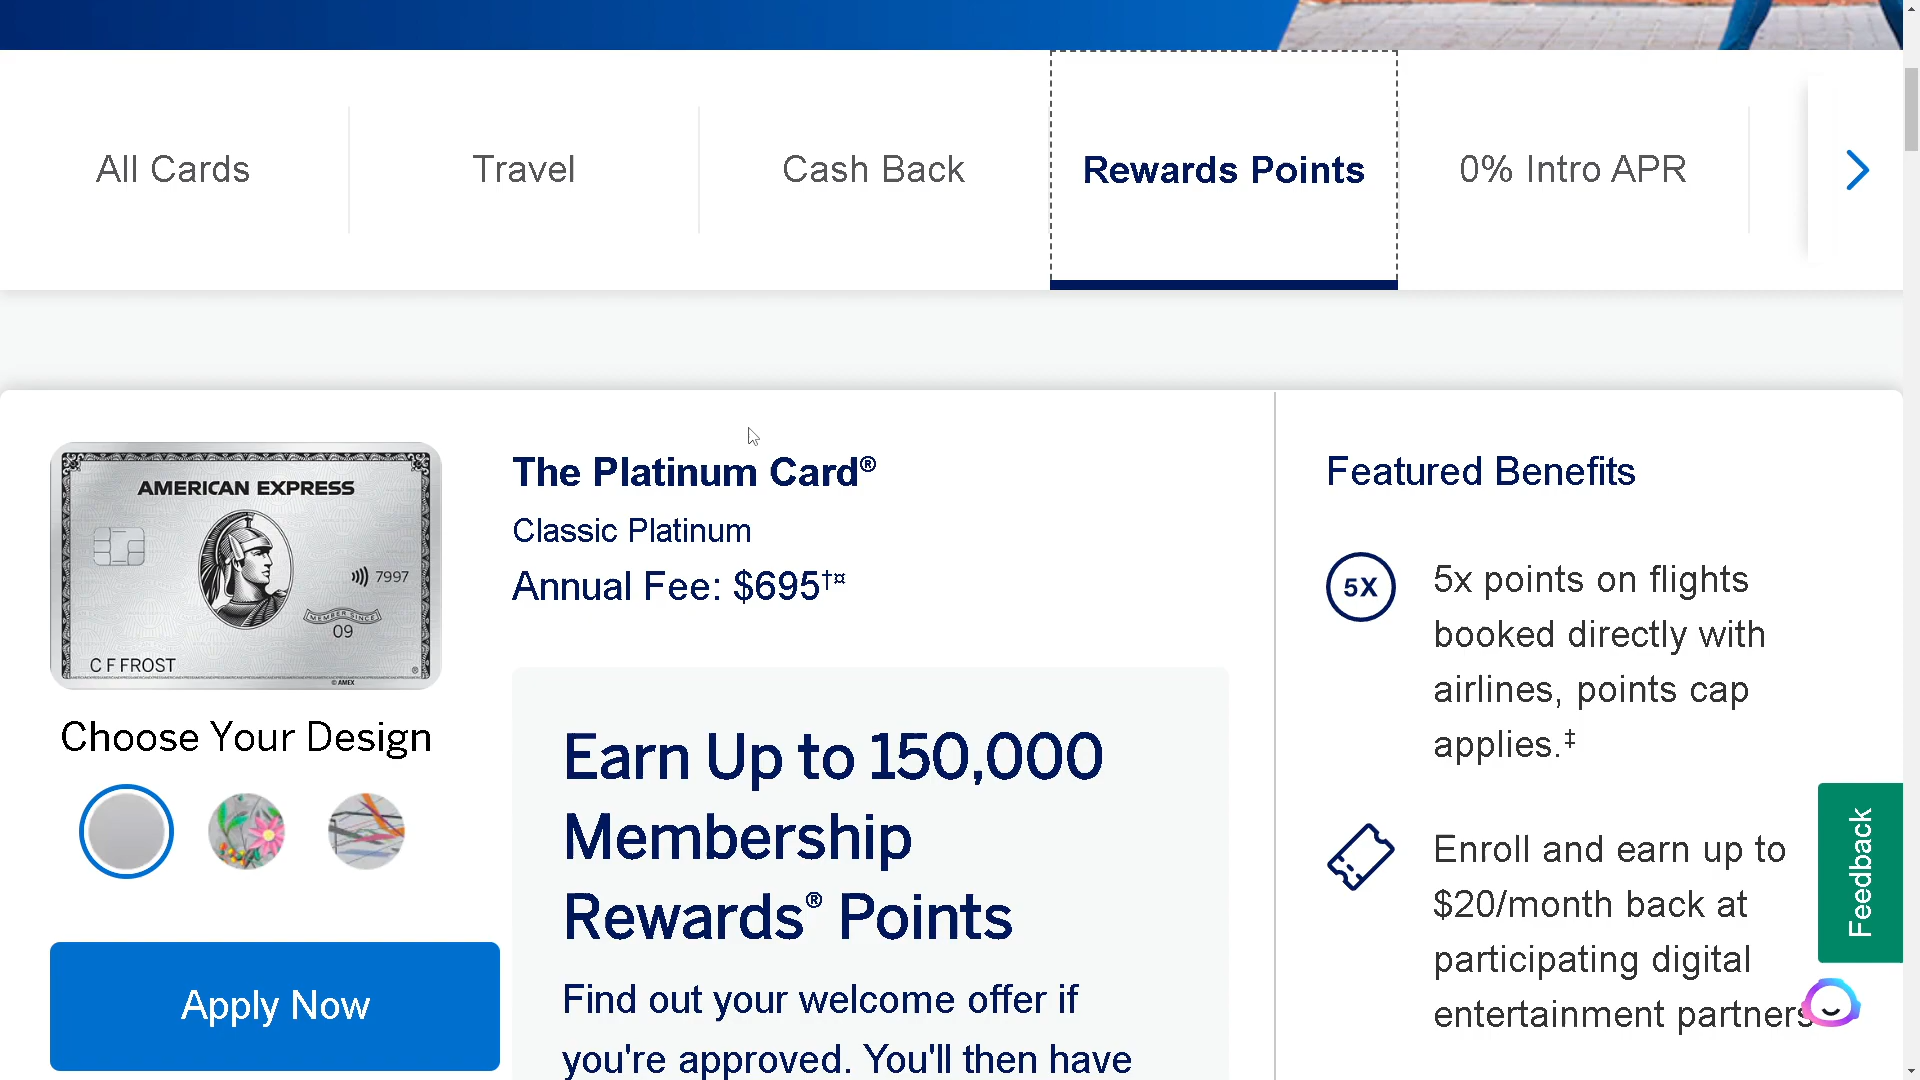 All Cards
Travel
Cash Back
Rewards Points
0% Intro APR
AMERICAN EXPRESS
7997
MEMBER SINCE
09
C F FROST
® 
© AMEX
Choose Your Design
Apply Now
The Platinum Card®
Classic Platinum
Annual Fee: $695†¤
Earn Up to 150,000
Membership
Rewards® Points
Find out your welcome offer if
you're approved. You'll then have
Featured Benefits
5X
5x points on flights
booked directly with
airlines, points cap
applies.‡
Enroll and earn up to
$20/month back at
participating digital
entertainment partners
Feedback